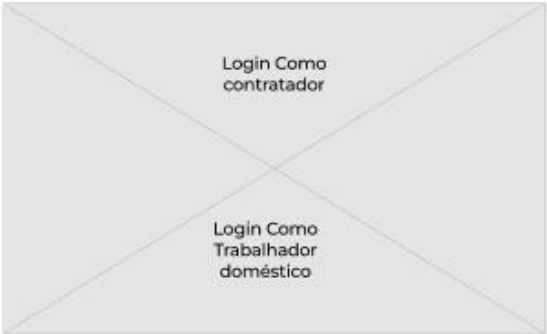 Login Como
contratador
Login Como
Trabalhador
doméstico